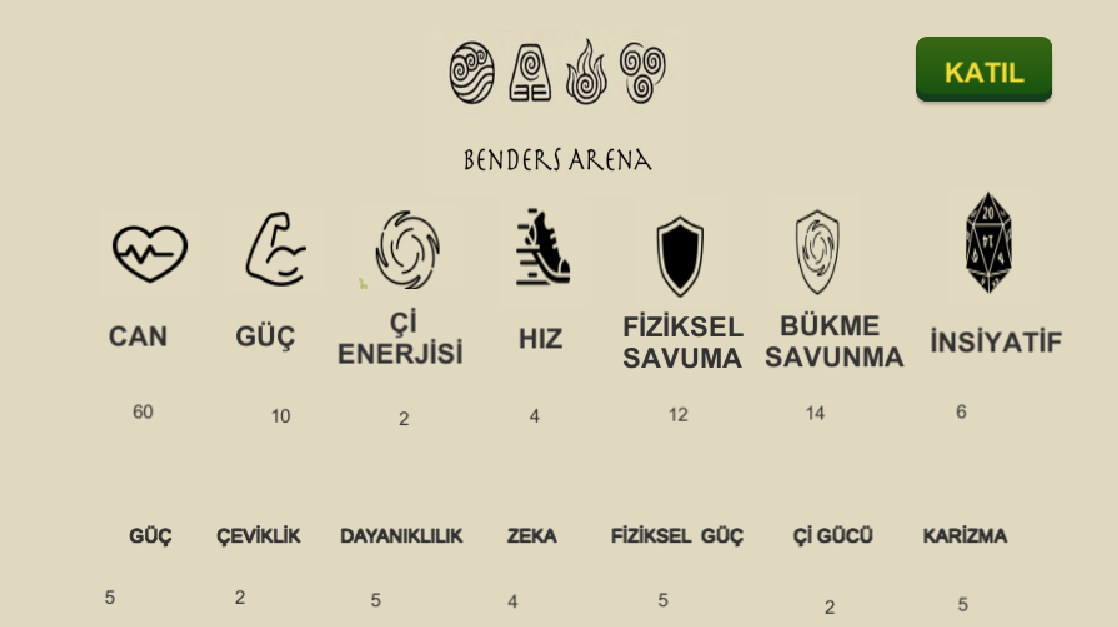 KATIL
BENDERS ARENA
20
CAN
GÜÇ
Çİ
ENERJİSİ
HIZ
FİZİKSEL
SAVUMA
BÜKME
SAVUNMA
İNSİYATİF
60 10 2 4 12 14 6
GÜÇ ÇEVİKLİK DAYANIKLILIK ZEKA FİZİKSEL GÜÇ Çİ GÜCÜ KARİZMA
5 2 5 4 5 2 5